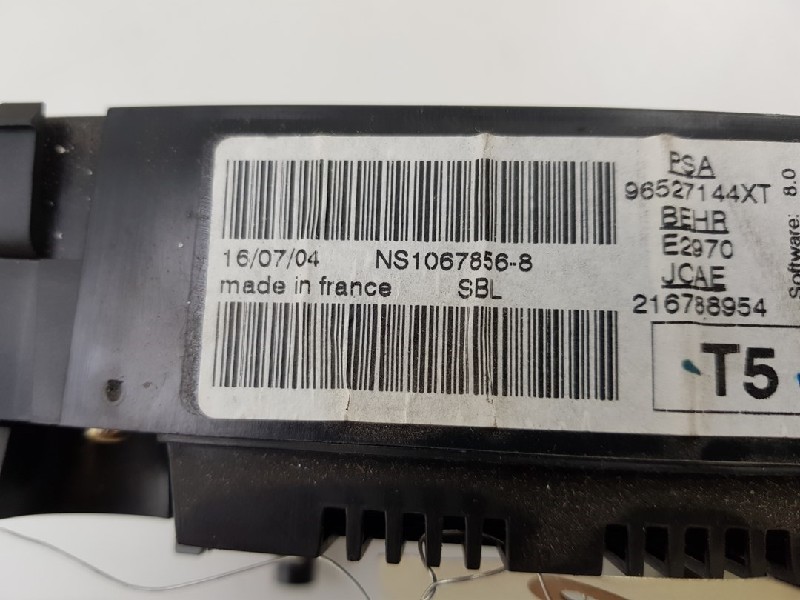 16/07/04 NS1067856-8
made in france SBL
PSA
96527144XT
BEHR
E2970
JCAE
216788954
T5
Software: 8.0